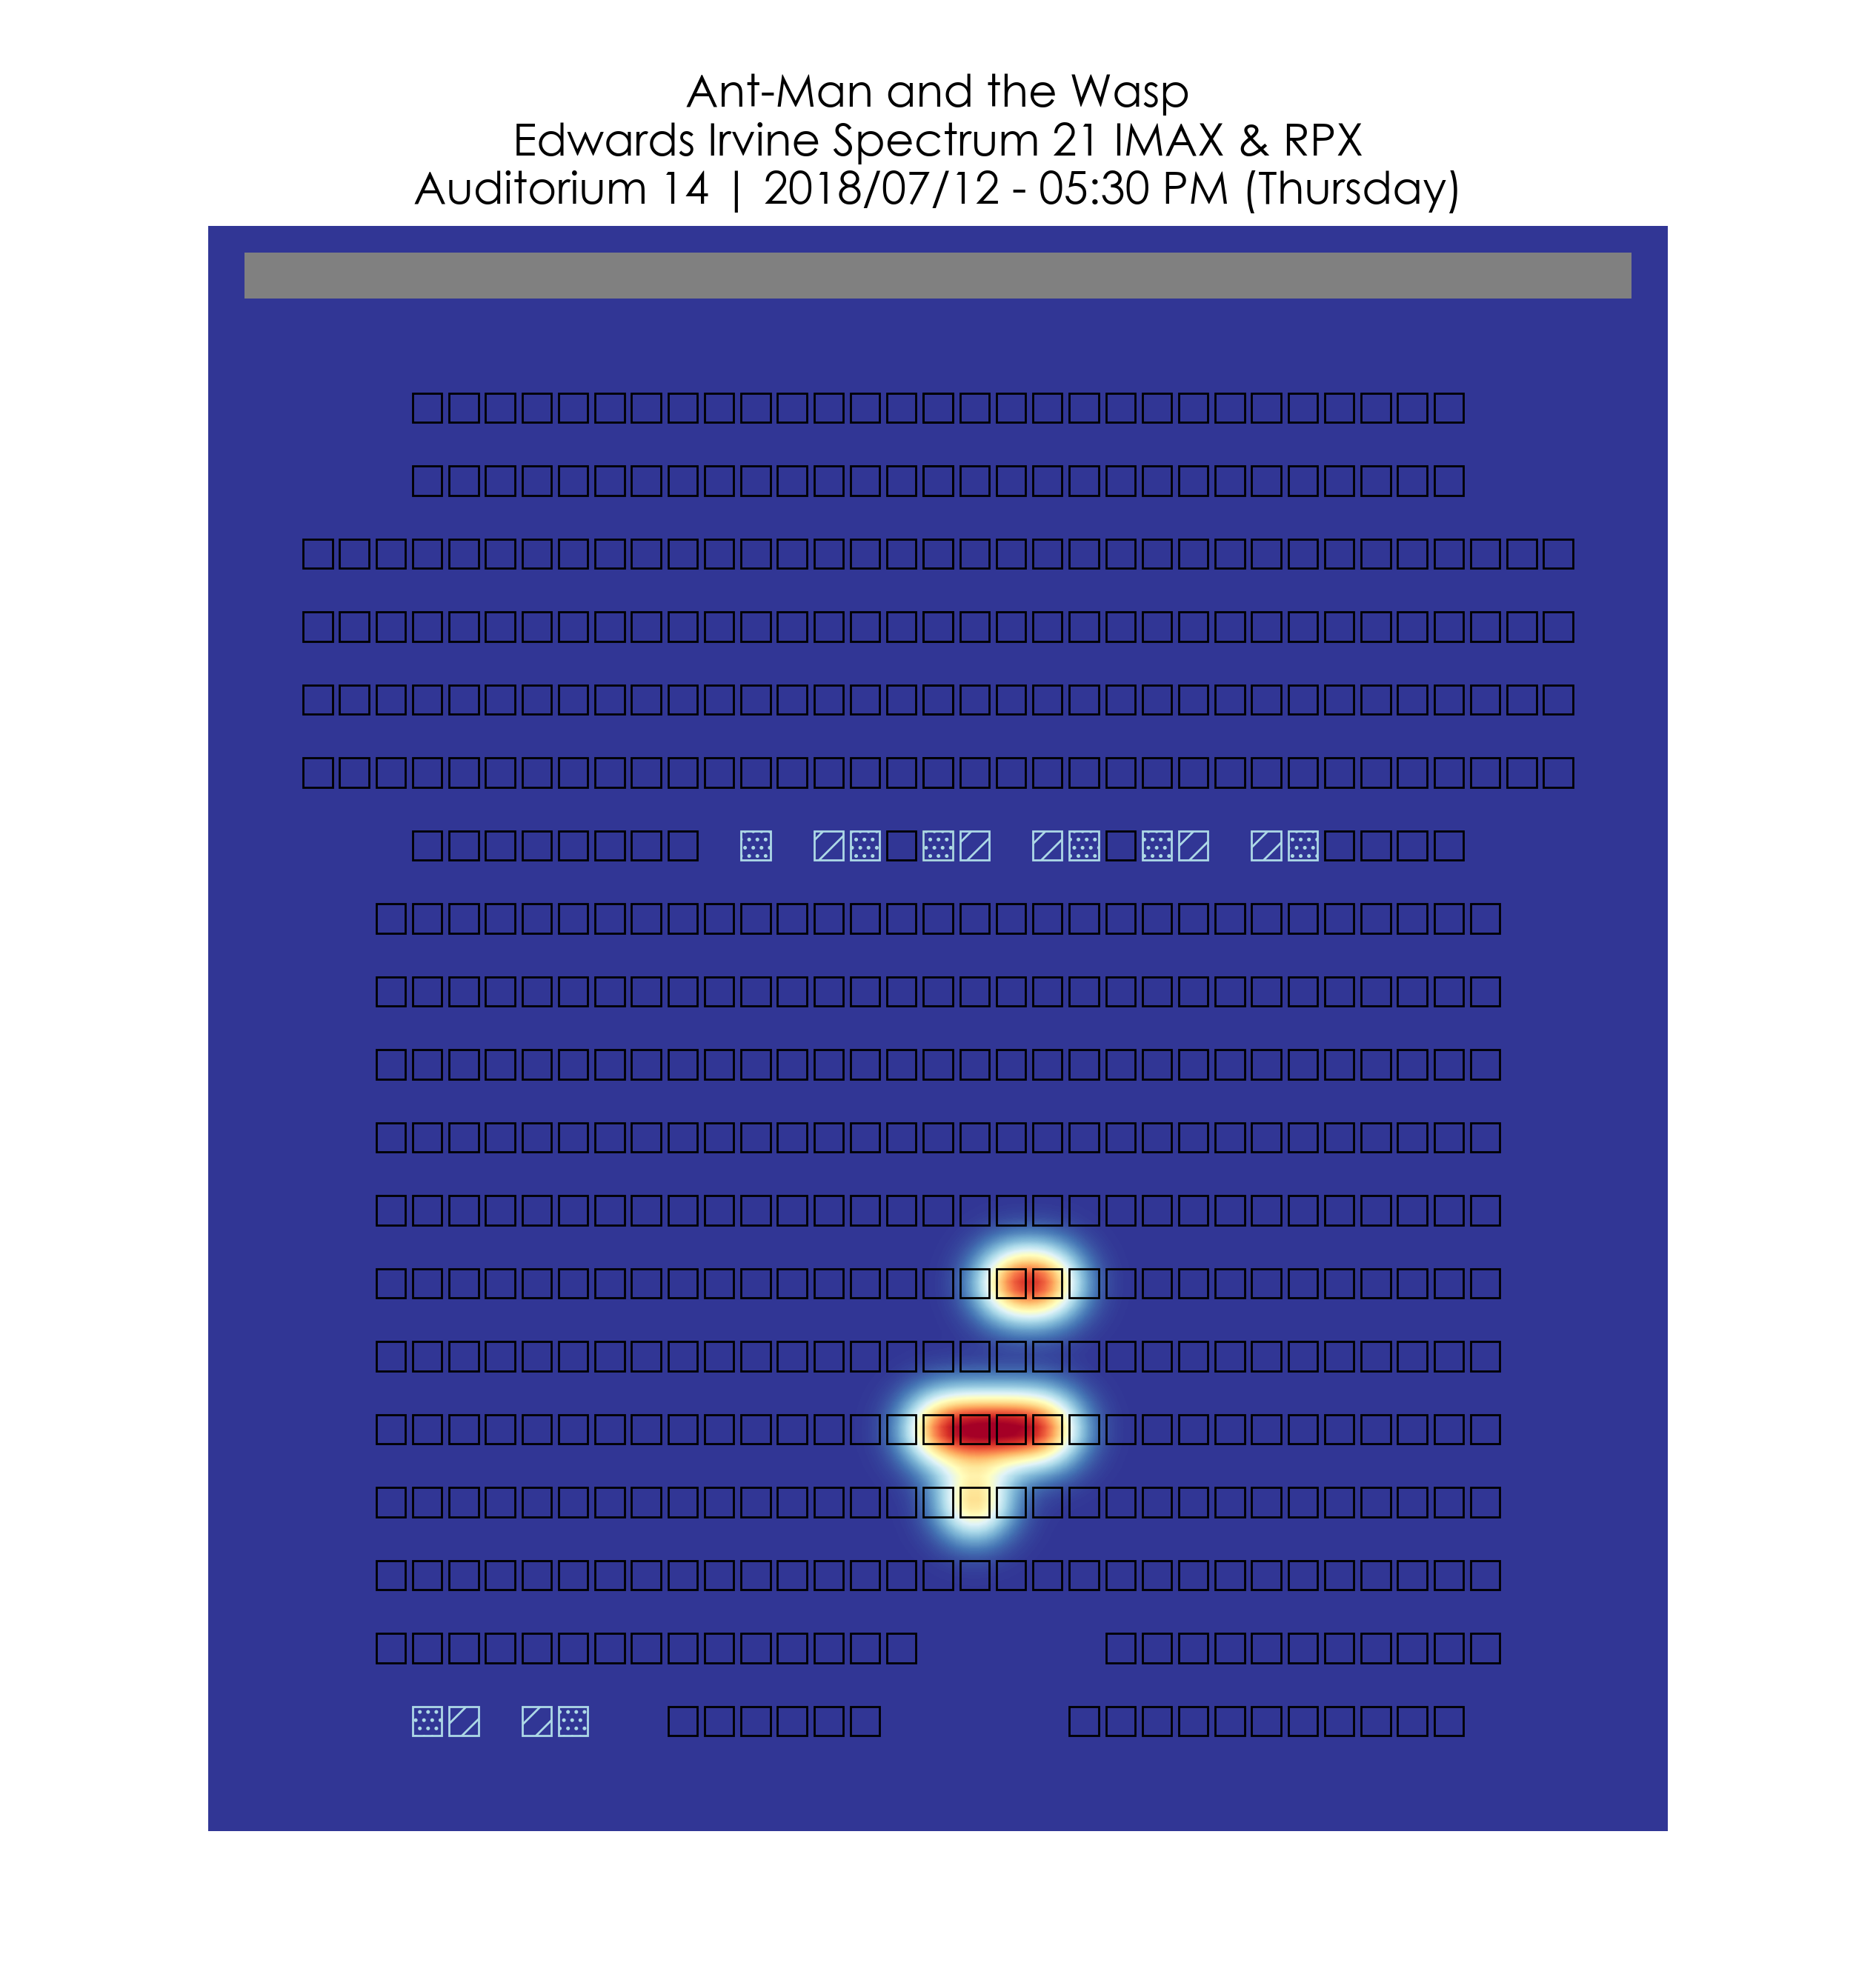 Ant-Man and the Wasp
Edwards Irvine Spectrum 21 IMAX & RPX
Auditorium 14 | 2018/07/12 - 05:30 PM (Thursday)